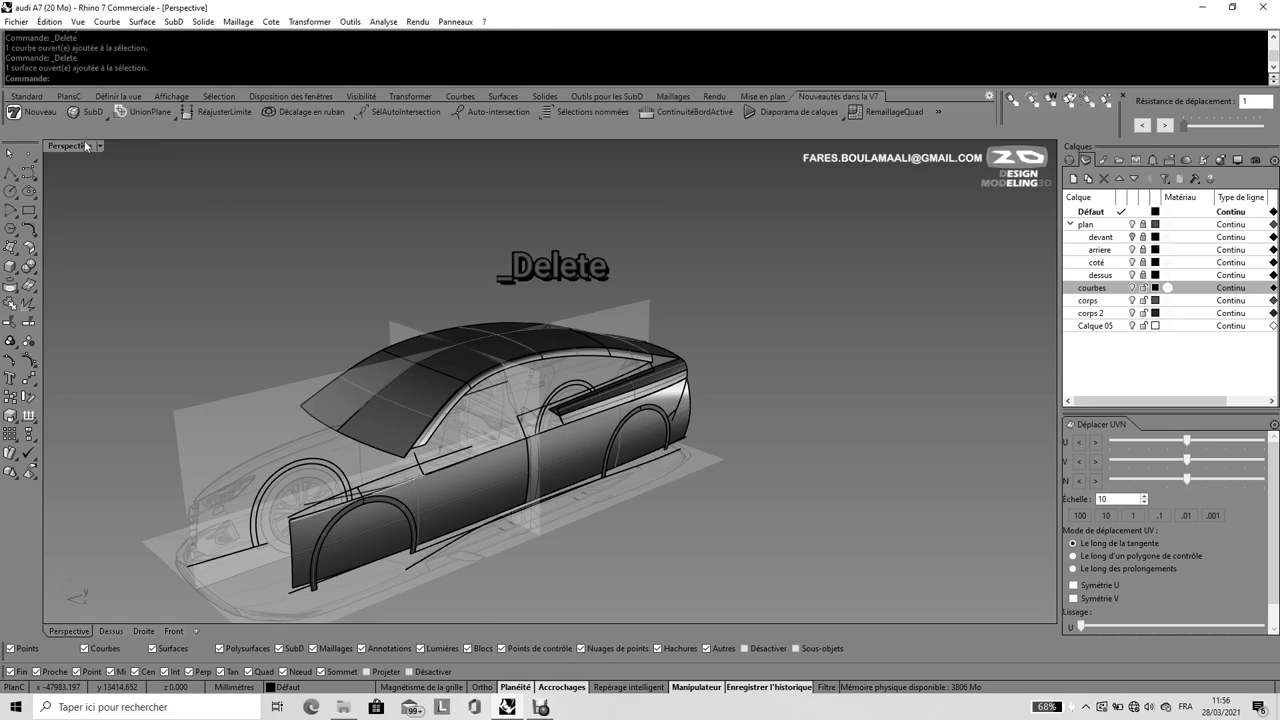 audi A7 (20 Mo) - Rhino 7 Commerciale - [Perspective]
Fichier Édition Vue Courbe Surface SubD Solide Maillage Cote Transformer Outils Analyse Rendu Panneaux ?
Commande: _Delete
1 courbe ouvert(e) ajoutée à la sélection.
Commande: _Delete
1 surface ouvert(e) ajoutée à la sélection.
Commande:
Standard PlansC Définir la vue Affichage Sélection Disposition des fenêtres Visibilité Transformer Courbes Surfaces Solides Outils pour les SubD Maillages Rendu Mise en plan Nouveautés dans la V7
Nouveau SubD UnionPlane RéajusterLimite Décalage en ruban SélAutoIntersection Auto-intersection Sélections nommées ContinuitéBordActivé Diaporama de calques RemaillageQuad »
Résistance de déplacement: 1
Perspective
FARES.BOULAMAALI@GMAIL.COM
DESIGN
MODELING3D
_Delete
Calques
Calque Matériau Type de ligne
Défaut Continu
plan Continu
devant Continu
arriere Continu
coté Continu
dessus Continu
courbes Continu
corps Continu
corps 2 Continu
Calque 05 Continu
Déplacer UVN
U < >
V < >
N < >
Échelle : 10
100 10 1 .1 .01 .001
Mode de déplacement UV :
Le long de la tangente
Le long d'un polygone de contrôle
Le long des prolongements
Symétrie U
Symétrie V
Lissage :
U
y
x
Perspective Dessus Droite Front
Points Courbes Surfaces Polysurfaces SubD Maillages Annotations Lumières Blocs Points de contrôle Nuages de points Hachures Autres Désactiver Sous-objets
Fin Proche Point Mi Cen Int Perp Tan Quad Nœud Sommet Projeter Désactiver
PlanC x -47983.197 y 13414.652 z 0.000 Millimètres Défaut Magnétisme de la grille Ortho Planéité Accrochages Repérage intelligent Manipulateur Enregistrer l'historique Filtre Mémoire physique disponible : 3806 Mo
Taper ici pour rechercher
99+
68%
FRA
11:56
28/03/2021
6